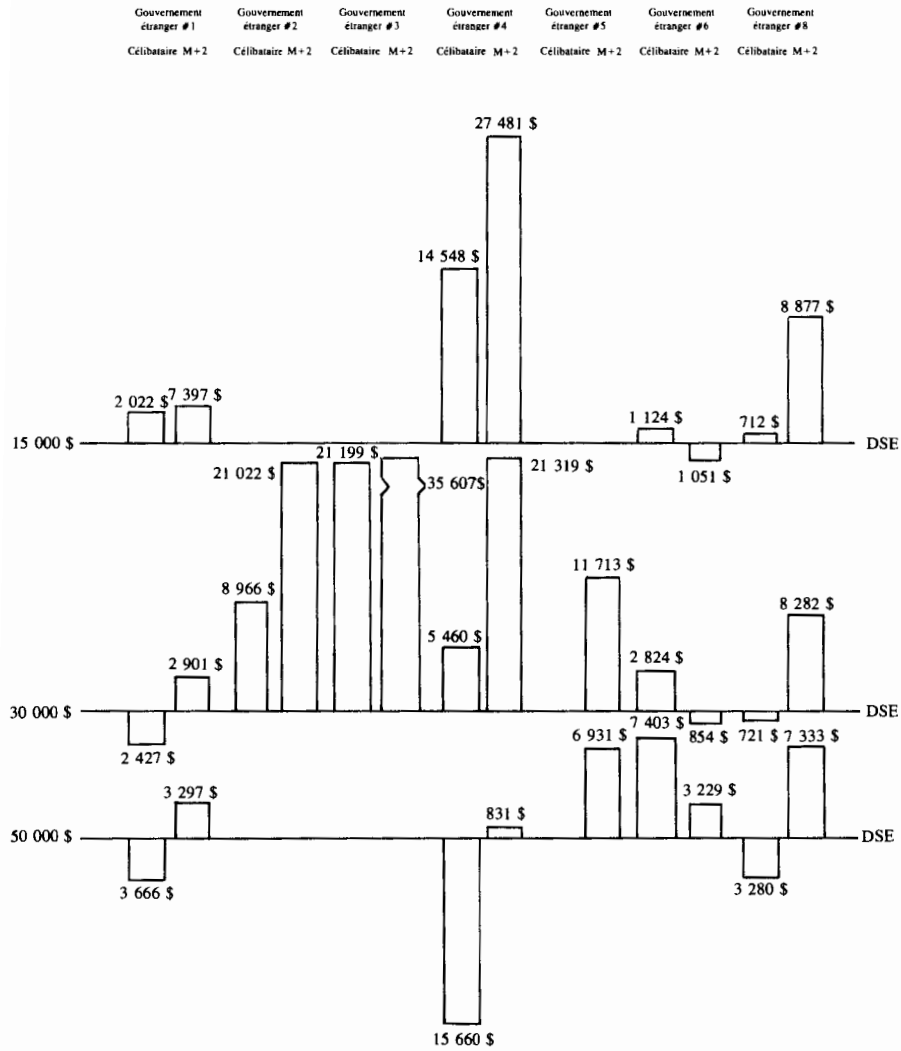 Gouvernement Gouvernement Gouvernement Gouvernement Gouvernement Gouvernement Gouvernement
étranger #1 étranger #2 étranger #3 étranger #4 étranger #5 étranger #6 étranger #8
Célibataire M+2 Célibataire M+2 Célibataire M+2 Célibataire M+2 Célibataire M+2 Célibataire M+2 Célibataire M+2
27 481 $
14 548 $
8 877 $
2 022 $ 7 397 $
1 124 $ 712 $
15 000 $ DSE
21 199 $
21 022 $ 35 607$ 21 319 $ 1 051 $
11 713 $
8 966 $ 8 282 $
5 460 $
2 901 $ 2 824 $
30 000 $ DSE
7 403 $
6 931 $ 854 $ 721 $ 7 333 $
2 427 $
3 297 $ 3 229 $
831 $
50 000 $ DSE
3 666 $ 3 280 $
15 660 $